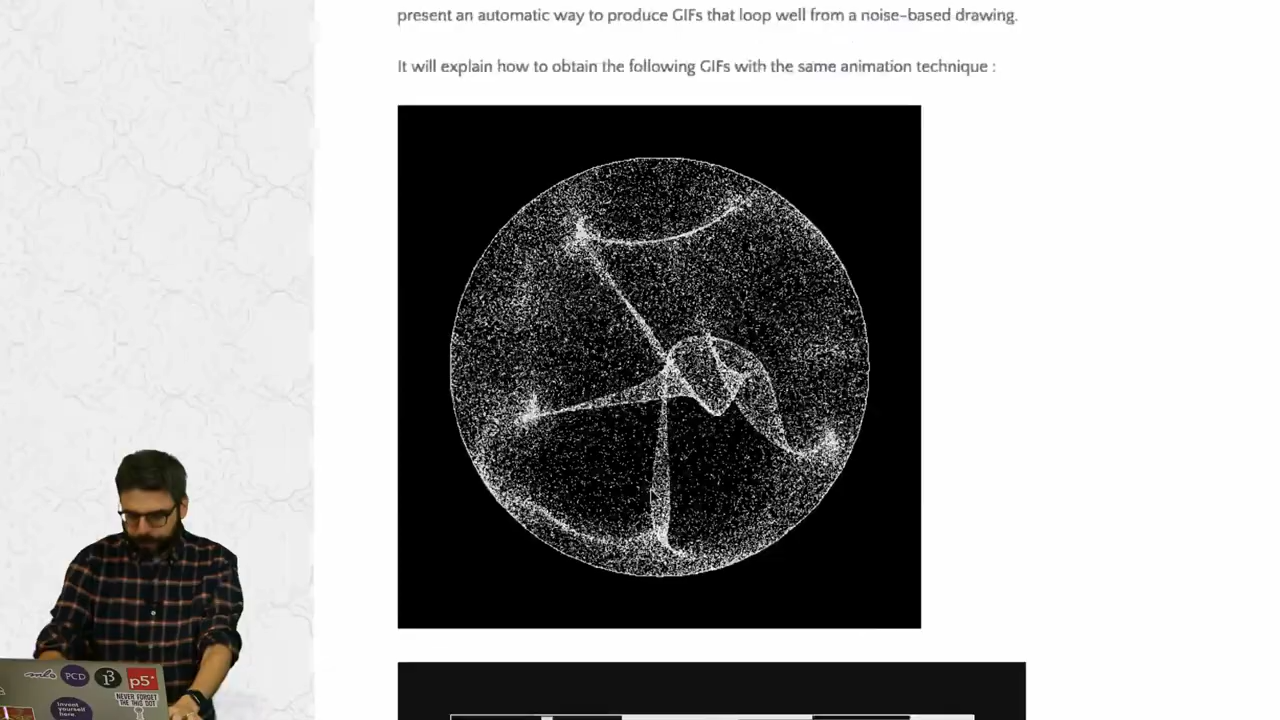 present an automatic way to produce GIFs that loop well from a noise-based drawing.
It will explain how to obtain the following GIFs with the same animation technique :
PCD
p5*
NEVER FORGET
THE THIS DOT